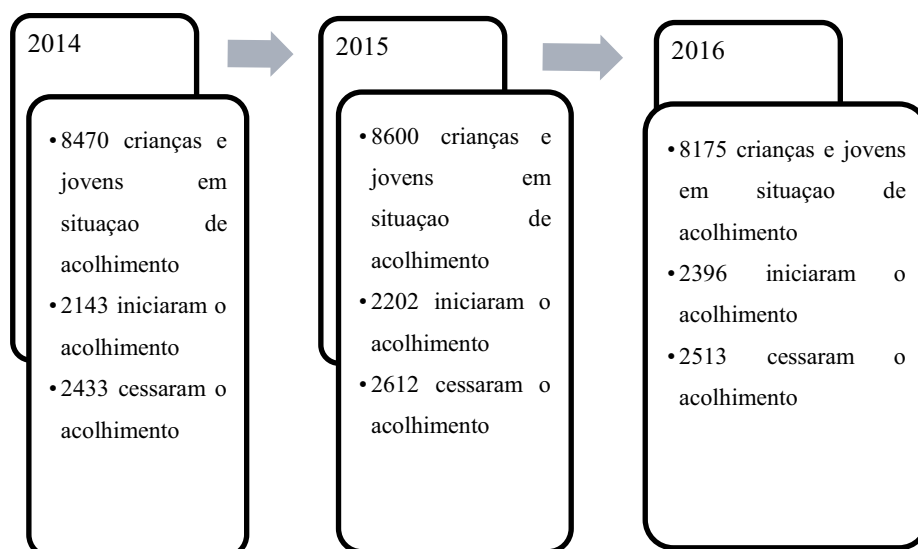 2014
•8470 crianças e
jovens em
situaçao de
acolhimento
•2143 iniciaram o
acolhimento
•2433 cessaram o
acolhimento
2015
•8600 crianças e
jovens em
situaçao de
acolhimento
•2202 iniciaram o
acolhimento
•2612 cessaram o
acolhimento
2016
•8175 crianças e jovens
em situaçao de
acolhimento
•2396 iniciaram o
acolhimento
•2513 cessaram o
acolhimento